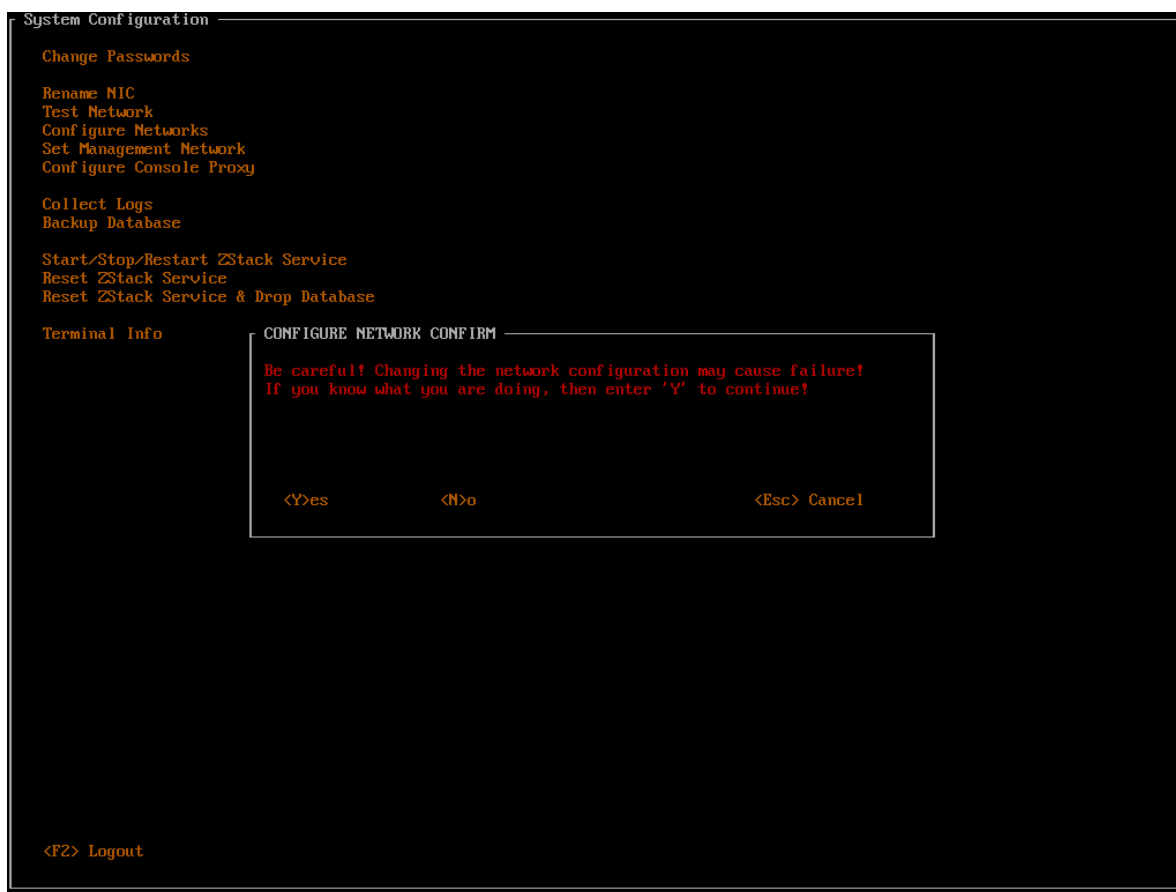 System Configuration
Change Passwords
Rename NIC
Test Network
Configure Networks
Set Management Network
Configure Console Proxy
Collect Logs
Backup Database
Start/Stop/Restart ZStack Service
Reset ZStack Service
Reset ZStack Service & Drop Database
Terminal Info
CONFIGURE NETWORK CONFIRM
Be careful! Changing the network configuration may cause failure!
If you know what you are doing, then enter 'Y' to continue!
<Y>es <N>o <Esc> Cancel
<F2> Logout